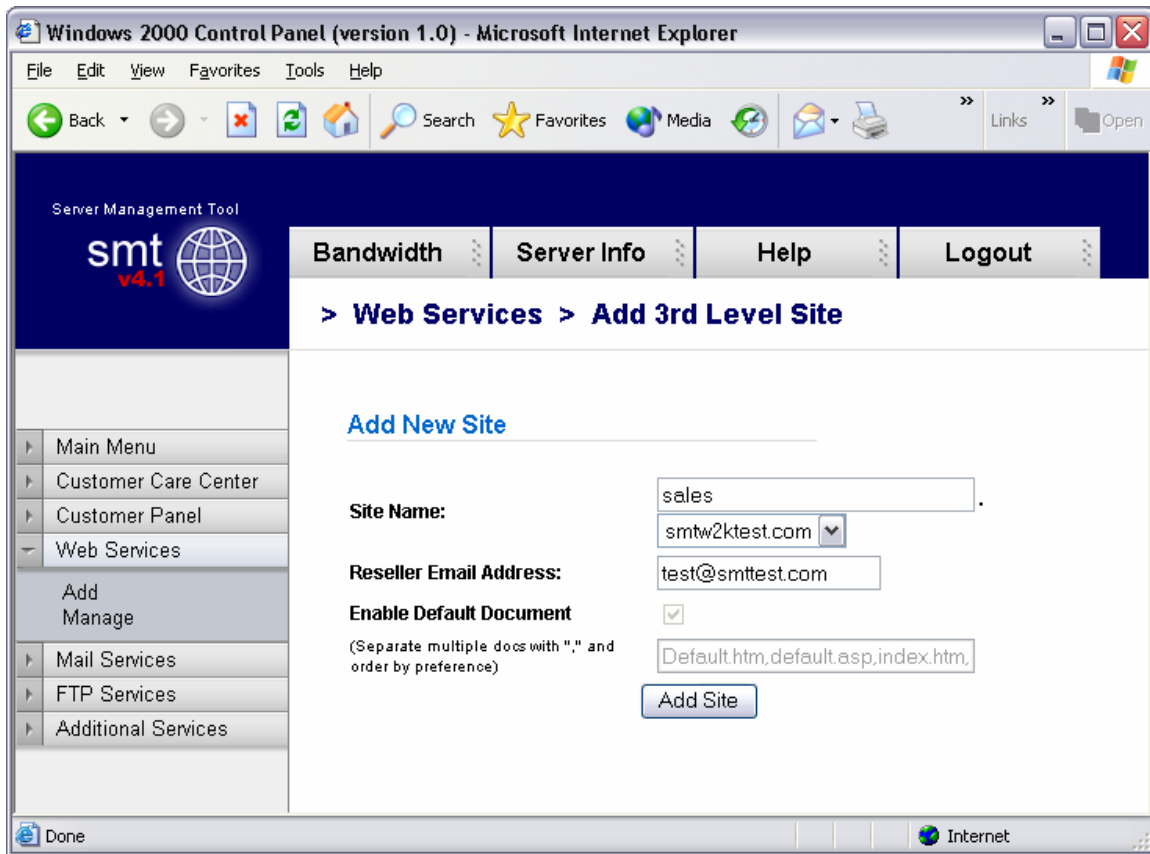 Windows 2000 Control Panel (version 1.0) - Microsoft Internet Explorer
File Edit View Favorites Tools Help
Back Search Favorites Media » Links » Open
Server Management Tool
smt
v4.1
Bandwidth Server Info Help Logout
> Web Services > Add 3rd Level Site
Main Menu
Customer Care Center
Customer Panel
Web Services
Add
Manage
Mail Services
FTP Services
Additional Services
Add New Site
Site Name: sales .
smtw2ktest.com
Reseller Email Address: test@smttest.com
Enable Default Document
(Separate multiple docs with "," and
order by preference)
Default.htm,default.asp,index.htm,
Add Site
Done Internet